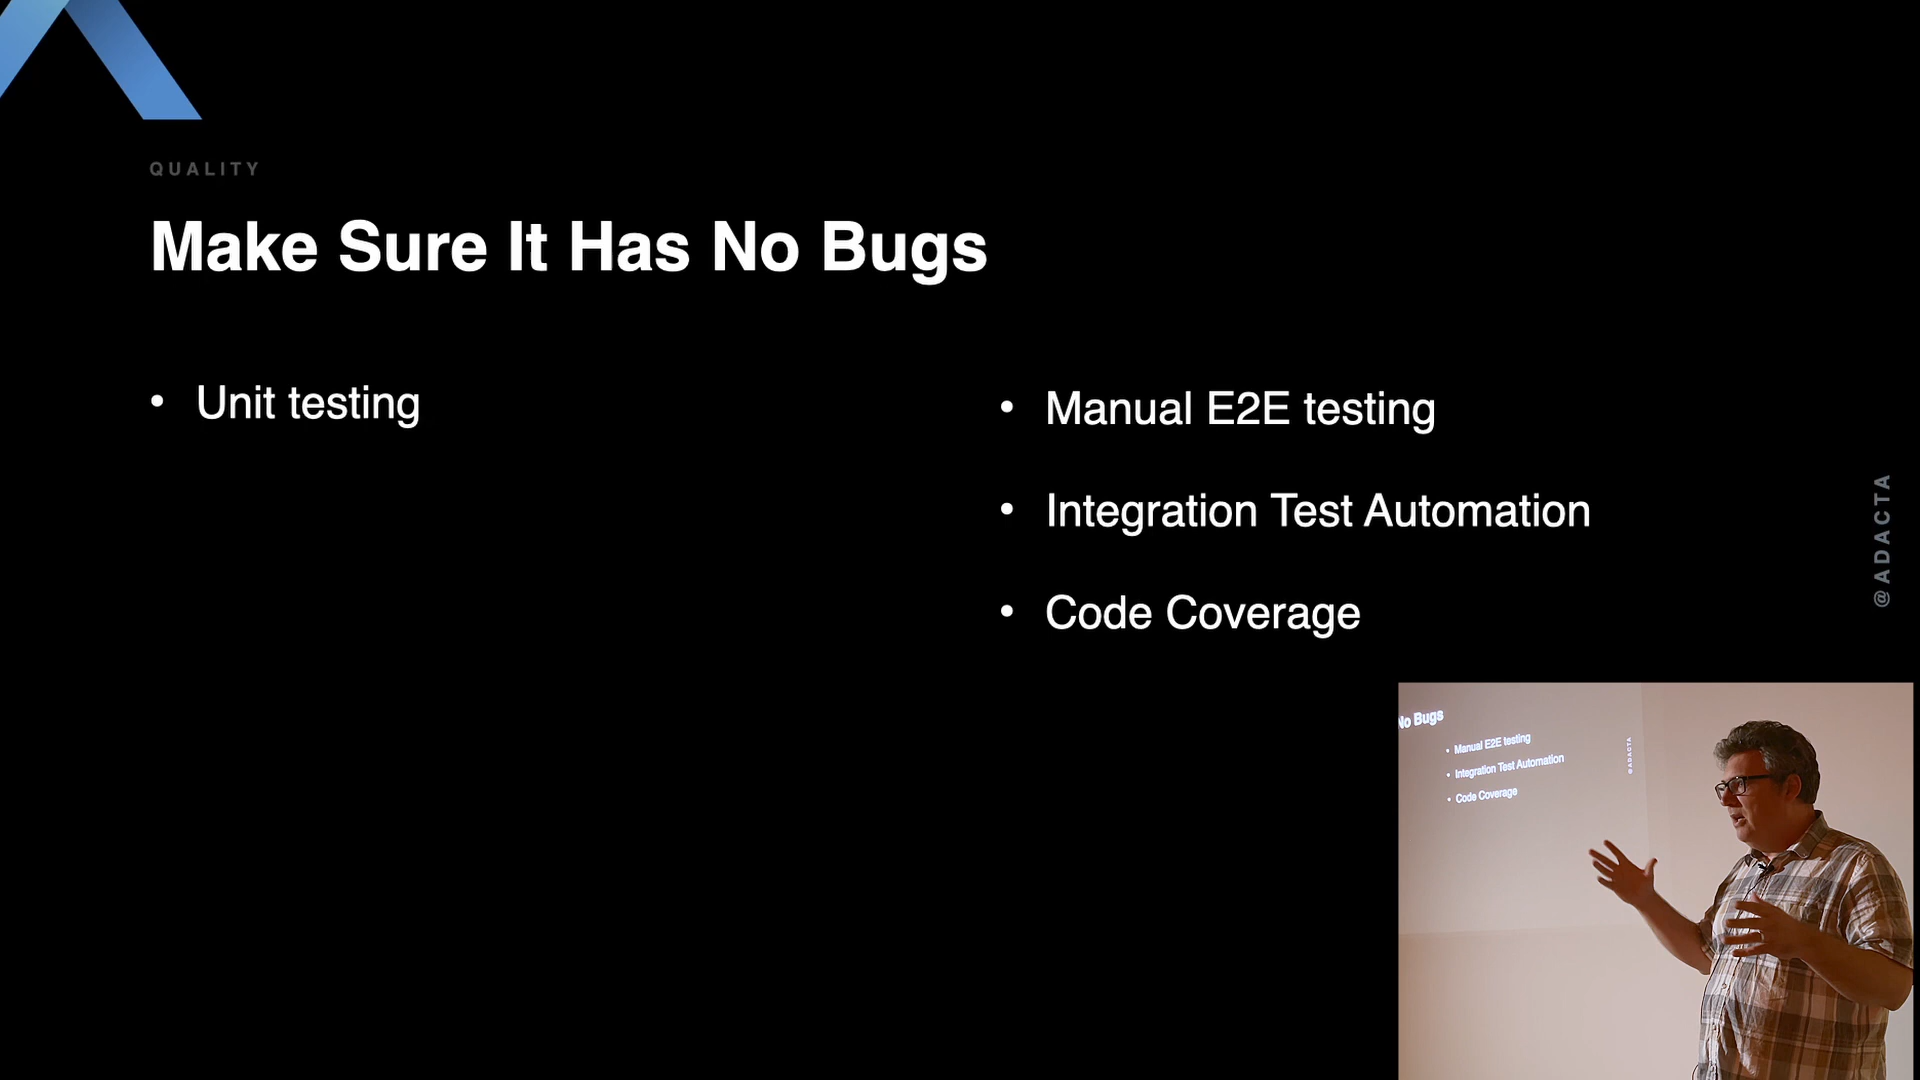 QUALITY
Make Sure It Has No Bugs
• Unit testing
• Manual E2E testing
• Integration Test Automation
• Code Coverage
@ADACTA
No Bugs
• Manual E2E testing
• Integration Test Automation
• Code Coverage
@ADACTA